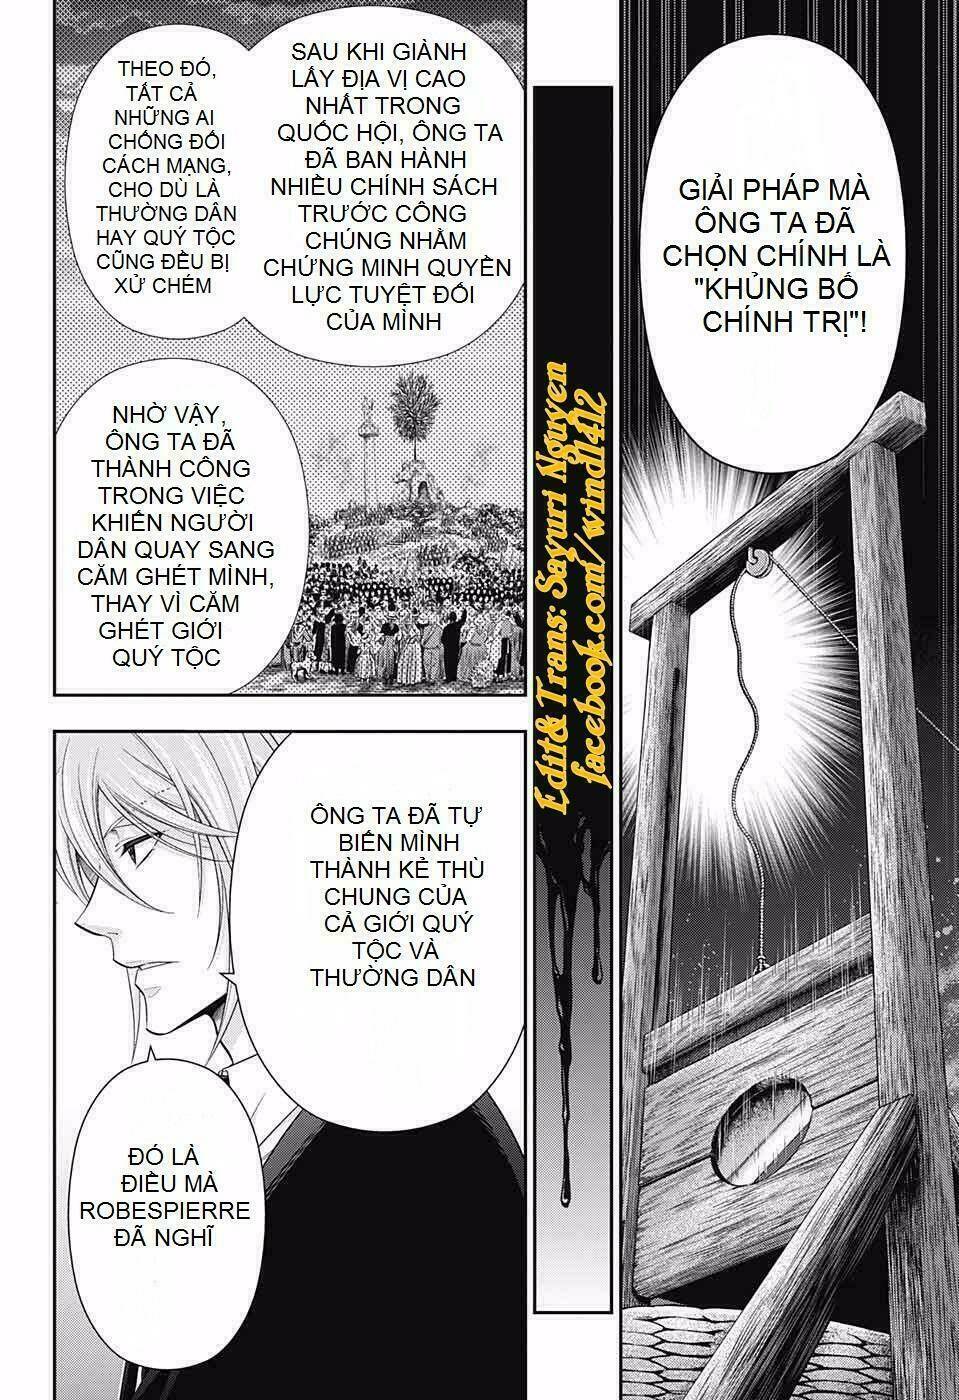 GIẢI PHÁP MÀ
ÔNG TA ĐÃ
CHỌN CHÍNH LÀ
"KHỦNG BỐ
CHÍNH TRỊ"!
SAU KHI GIÀNH
LẤY ĐỊA VỊ CAO
NHẤT TRONG
QUỐC HỘI, ÔNG TA
ĐÃ BAN HÀNH
NHIỀU CHÍNH SÁCH
TRƯỚC CÔNG
CHÚNG NHẰM
CHỨNG MINH QUYỀN
LỰC TUYỆT ĐỐI
CỦA MÌNH
THEO ĐÓ,
TẤT CẢ
NHỮNG AI
CHỐNG ĐỐI
CÁCH MẠNG,
CHO DÙ LÀ
THƯỜNG DÂN
HAY QUÝ TỘC
CŨNG ĐỀU BỊ
XỬ CHÉM
NHỜ VẬY,
ÔNG TA ĐÃ
THÀNH CÔNG
TRONG VIỆC
KHIẾN NGƯỜI
DÂN QUAY SANG
CĂM GHÉT MÌNH,
THAY VÌ CĂM
GHÉT GIỚI
QUÝ TỘC
Edit&Trans: Sayuri Nguyen
facebook.com/wind1412
ÔNG TA ĐÃ TỰ
BIẾN MÌNH
THÀNH KẺ THÙ
CHUNG CỦA
CẢ GIỚI QUÝ
TỘC VÀ
THƯỜNG DÂN
ĐÓ LÀ
ĐIỀU MÀ
ROBESPIERRE
ĐÃ NGHĨ